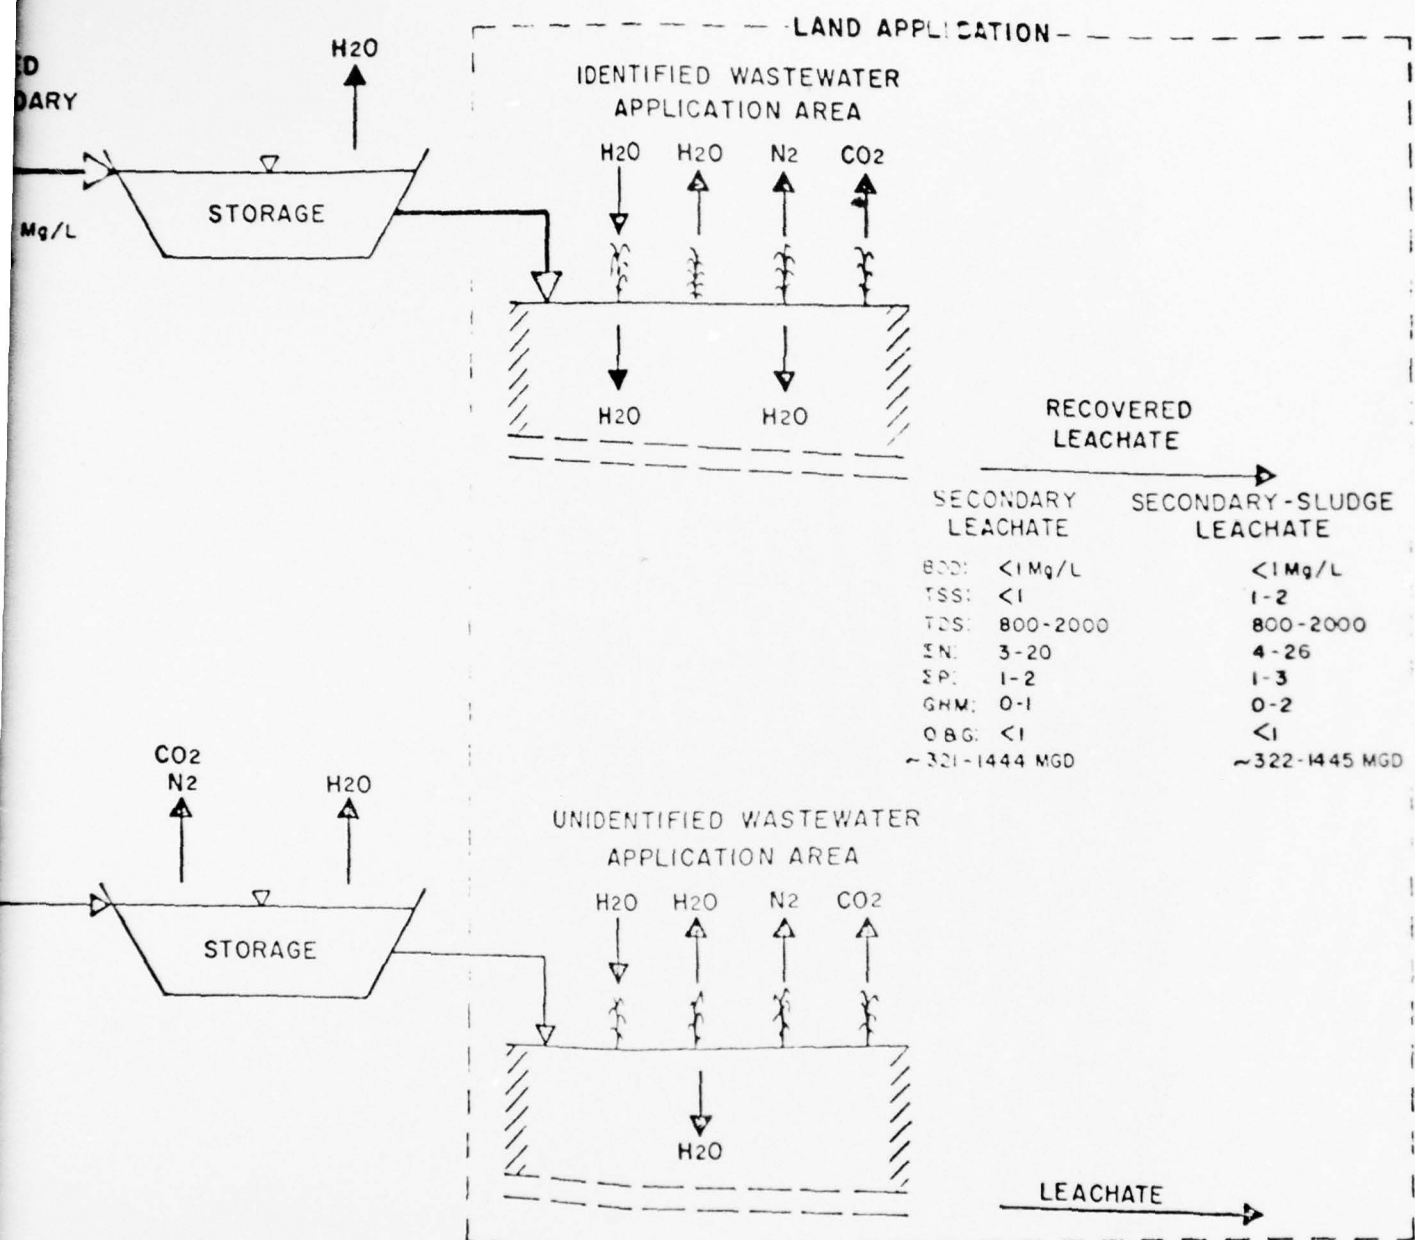 LAND APPLICATION
H2O
DARY
IDENTIFIED WASTEWATER
APPLICATION AREA
H2O H2O N2 CO2
STORAGE
Mg/L
H2O H2O
RECOVERED
LEACHATE
SECONDARY
LEACHATE
SECONDARY-SLUDGE
LEACHATE
BOD: <1 Mg/L <1 Mg/L
TSS: <1 1-2
TDS: 800-2000 800-2000
ΣN: 3-20 4-26
ΣP: 1-2 1-3
GHM: 0-1 0-2
O&G: <1 <1
~321-1444 MGD ~322-1445 MGD
CO2
N2
H2O
UNIDENTIFIED WASTEWATER
APPLICATION AREA
H2O H2O N2 CO2
STORAGE
H2O
LEACHATE